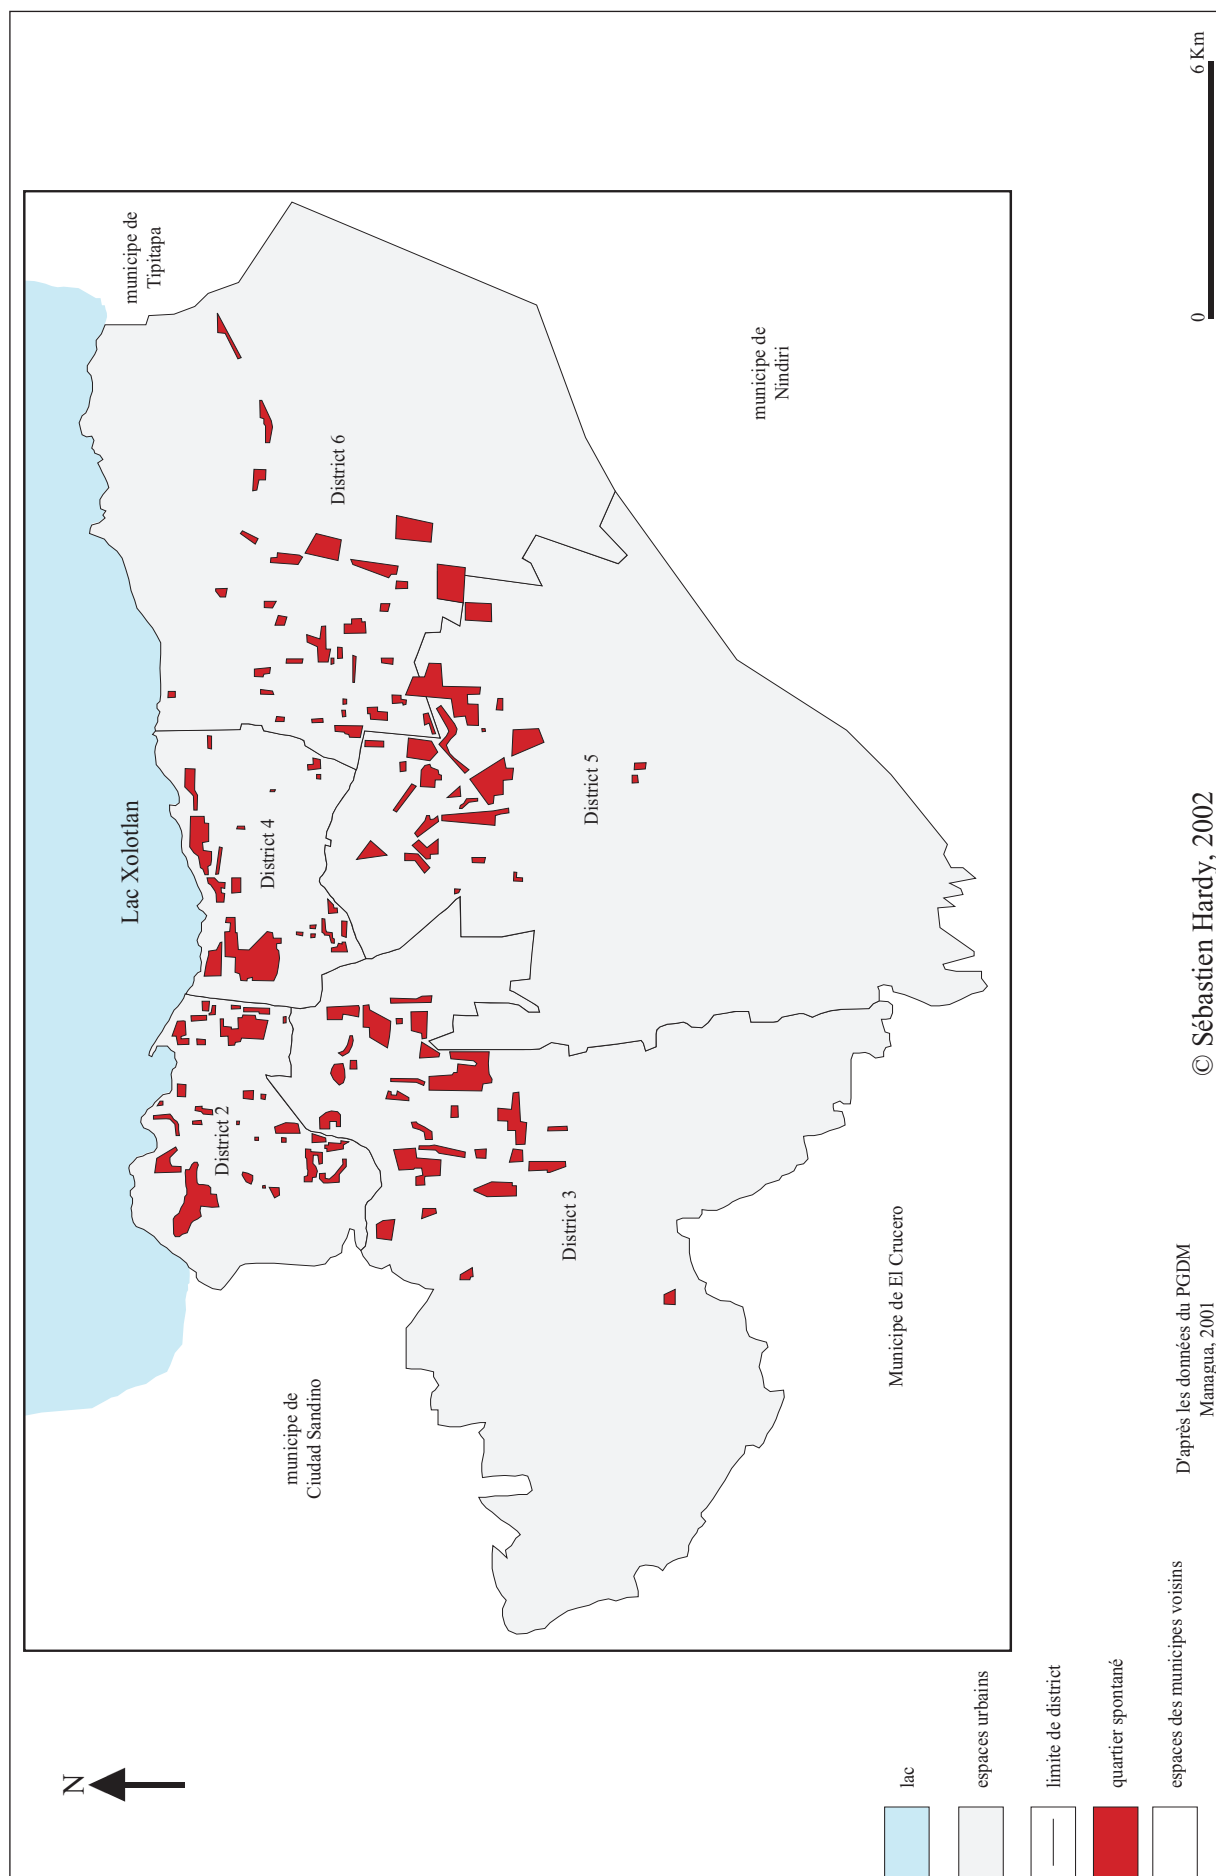 N
Lac Xolotlan
municipe de
Tipitapa
District 6
District 4
District 2
municipe de
Ciudad Sandino
District 5
District 3
municipe de
Nindiri
Municipe de El Crucero
lac
espaces urbains
limite de district
quartier spontané
espaces des municipes voisins
D'après les données du PGDM
Managua, 2001
© Sébastien Hardy, 2002
0
6 Km